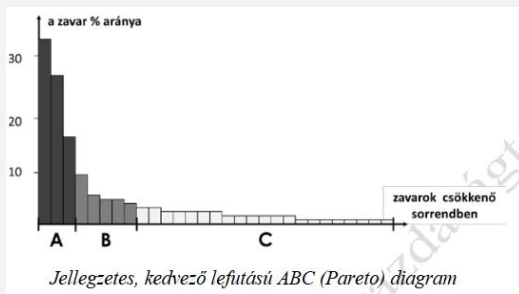 a zavar % aránya
30
20
10
zavarok csökkenő
sorrendben
A B C
Jellegzetes, kedvező lefutású ABC (Pareto) diagram